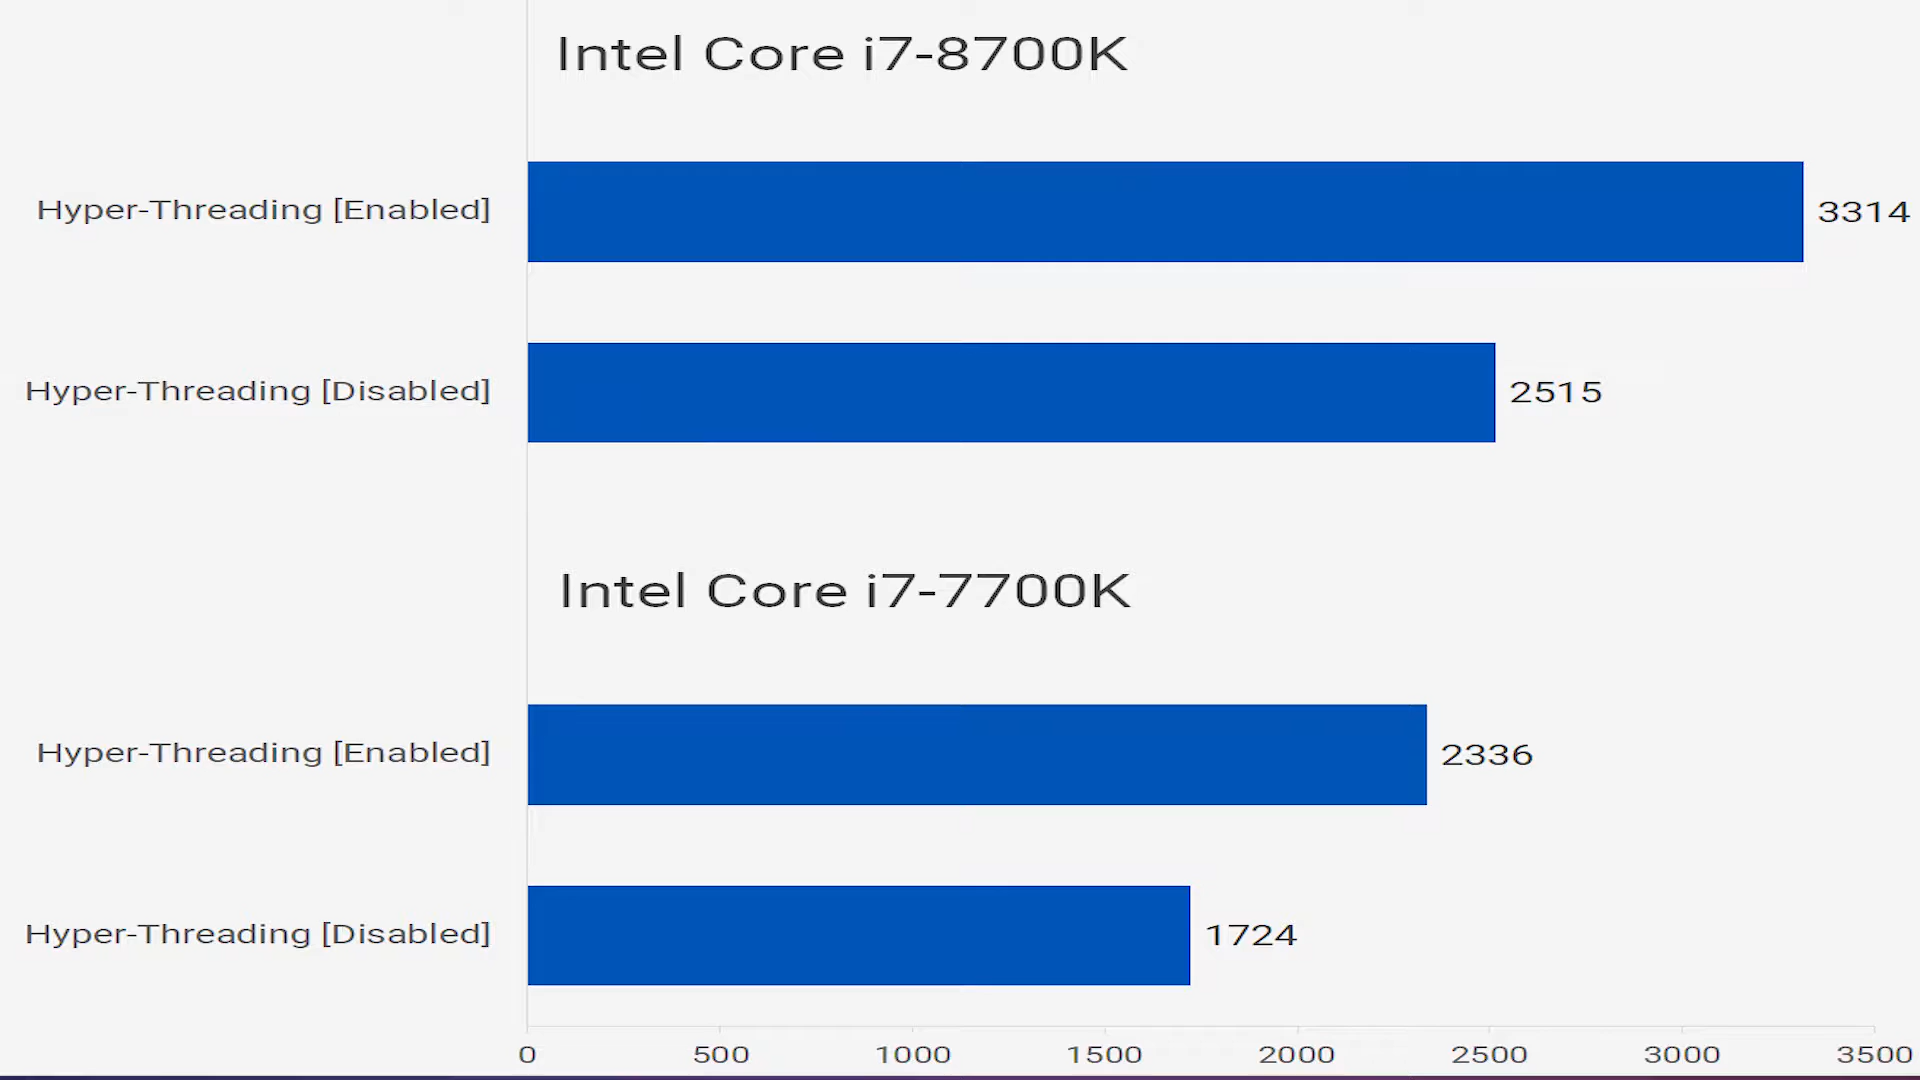 Intel Core i7-8700K
Hyper-Threading [Enabled] 3314
Hyper-Threading [Disabled] 2515
Intel Core i7-7700K
Hyper-Threading [Enabled] 2336
Hyper-Threading [Disabled] 1724
0 500 1000 1500 2000 2500 3000 3500